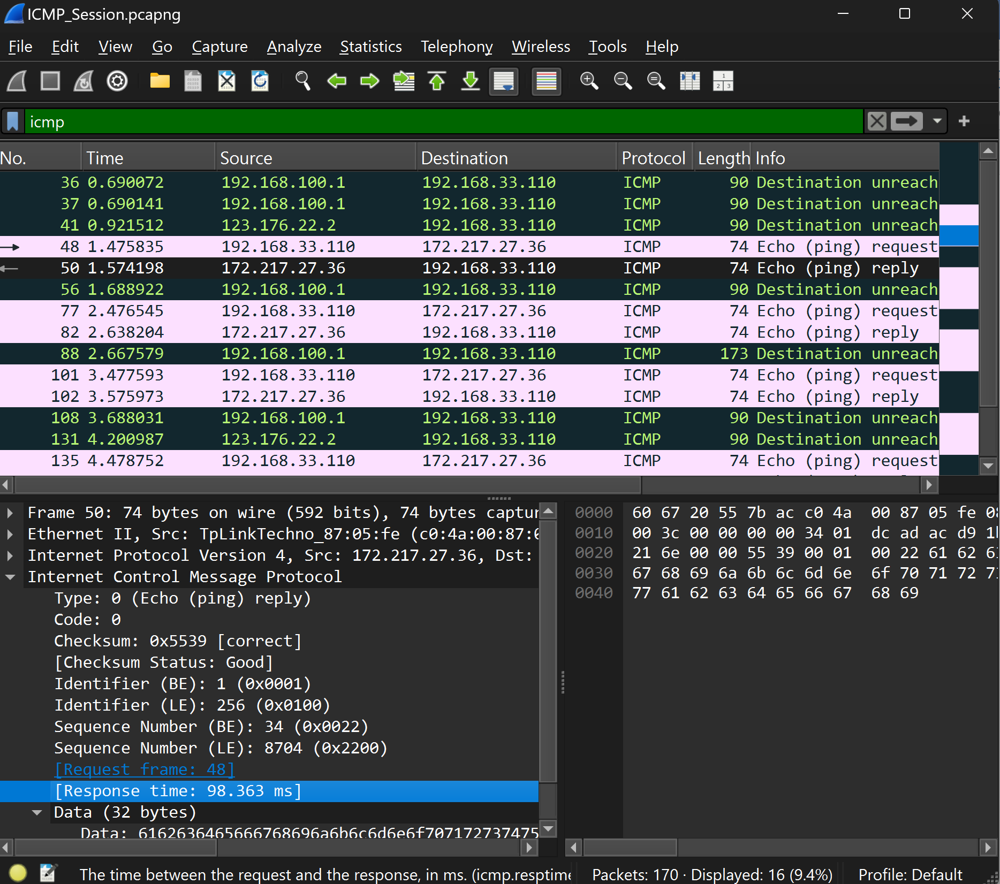 ICMP_Session.pcapng
File Edit View Go Capture Analyze Statistics Telephony Wireless Tools Help
icmp
No. Time Source Destination Protocol Length Info
36 0.690072 192.168.100.1 192.168.33.110 ICMP 90 Destination unreach
37 0.690141 192.168.100.1 192.168.33.110 ICMP 90 Destination unreach
41 0.921512 123.176.22.2 192.168.33.110 ICMP 90 Destination unreach
48 1.475835 192.168.33.110 172.217.27.36 ICMP 74 Echo (ping) request
50 1.574198 172.217.27.36 192.168.33.110 ICMP 74 Echo (ping) reply
56 1.688922 192.168.100.1 192.168.33.110 ICMP 90 Destination unreach
77 2.476545 192.168.33.110 172.217.27.36 ICMP 74 Echo (ping) request
82 2.638204 172.217.27.36 192.168.33.110 ICMP 74 Echo (ping) reply
88 2.667579 192.168.100.1 192.168.33.110 ICMP 173 Destination unreach
101 3.477593 192.168.33.110 172.217.27.36 ICMP 74 Echo (ping) request
102 3.575973 172.217.27.36 192.168.33.110 ICMP 74 Echo (ping) reply
108 3.688031 192.168.100.1 192.168.33.110 ICMP 90 Destination unreach
131 4.200987 123.176.22.2 192.168.33.110 ICMP 90 Destination unreach
135 4.478752 192.168.33.110 172.217.27.36 ICMP 74 Echo (ping) request
Frame 50: 74 bytes on wire (592 bits), 74 bytes captur
Ethernet II, Src: TpLinkTechno_87:05:fe (c0:4a:00:87:0
Internet Protocol Version 4, Src: 172.217.27.36, Dst:
Internet Control Message Protocol
Type: 0 (Echo (ping) reply)
Code: 0
Checksum: 0x5539 [correct]
[Checksum Status: Good]
Identifier (BE): 1 (0x0001)
Identifier (LE): 256 (0x0100)
Sequence Number (BE): 34 (0x0022)
Sequence Number (LE): 8704 (0x2200)
[Request frame: 48]
[Response time: 98.363 ms]
Data (32 bytes)
Data: 6162636465666768696a6b6c6d6e6f707172737475
0000 60 67 20 55 7b ac c0 4a 00 87 05 fe 08
0010 00 3c 00 00 00 00 34 01 dc ad ac d9 1b
0020 21 6e 00 00 55 39 00 01 00 22 61 62 6
0030 67 68 69 6a 6b 6c 6d 6e 6f 70 71 72 7
0040 77 61 62 63 64 65 66 67 68 69
The time between the request and the response, in ms. (icmp.resptime
Packets: 170 · Displayed: 16 (9.4%)
Profile: Default